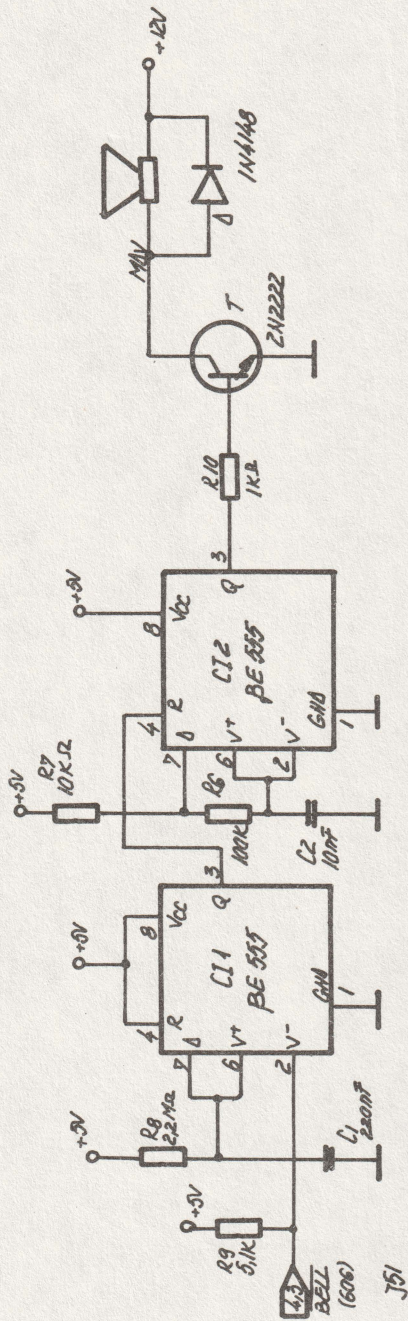 +5V
R9
5,1K
4,3
BELL
(606)
J51
+5V
R8
2,2MΩ
C1
220nF
+5V
4
8
R
Vcc
7
Δ
6
V+
2
V-
CI1
βE 555
3
Q
GND
1
+5V
R7
10KΩ
R6
100K
C2
10nF
+5V
4
8
R
Vcc
7
Δ
6
V+
2
V-
CI2
βE 555
3
Q
GND
1
R10
1KΩ
T
2N2222
1N4148
+12V